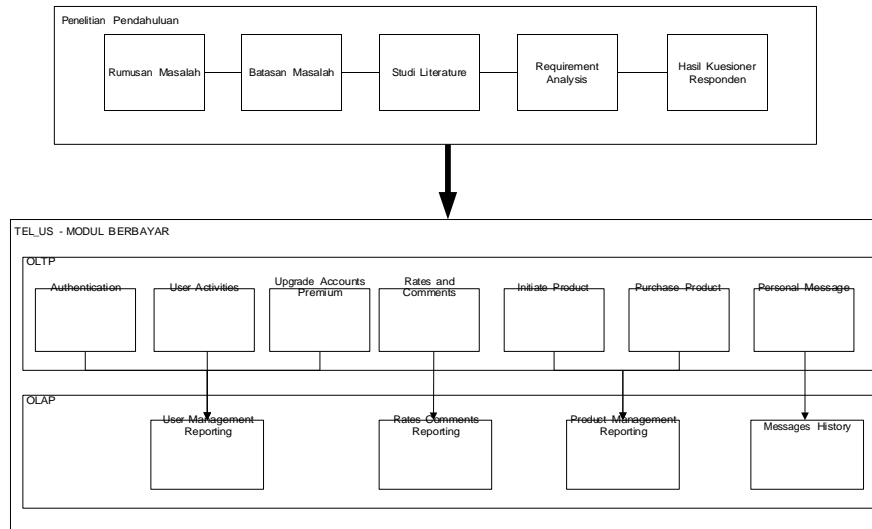 Penelitian Pendahuluan
Rumusan Masalah
Batasan Masalah
Studi Literature
Requirement
Analysis
Hasil Kuesioner
Responden
TEL_US - MODUL BERBAYAR
OLTP
Authentication
User Activities
Upgrade Accounts
Premium
Rates and
Comments
Initiate Product
Purchase Product
Personal Message
OLAP
User Management
Reporting
Rates Comments
Reporting
Product Management
Reporting
Messages History